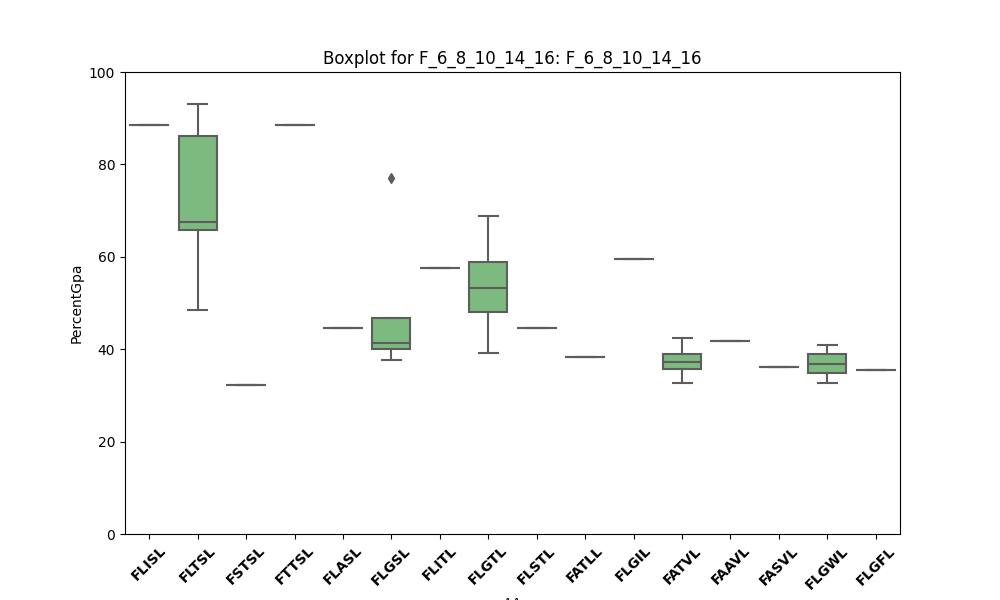 Boxplot for F_6_8_10_14_16: F_6_8_10_14_16
100
80
60
40
20
0
PercentGpa
FLISL
FLTSL
FSTSL
FTTSL
FLASL
FLGSL
FLITL
FLGTL
FLSTL
FATLL
FLGIL
FATVL
FAAVL
FASVL
FLGWL
FLGFL